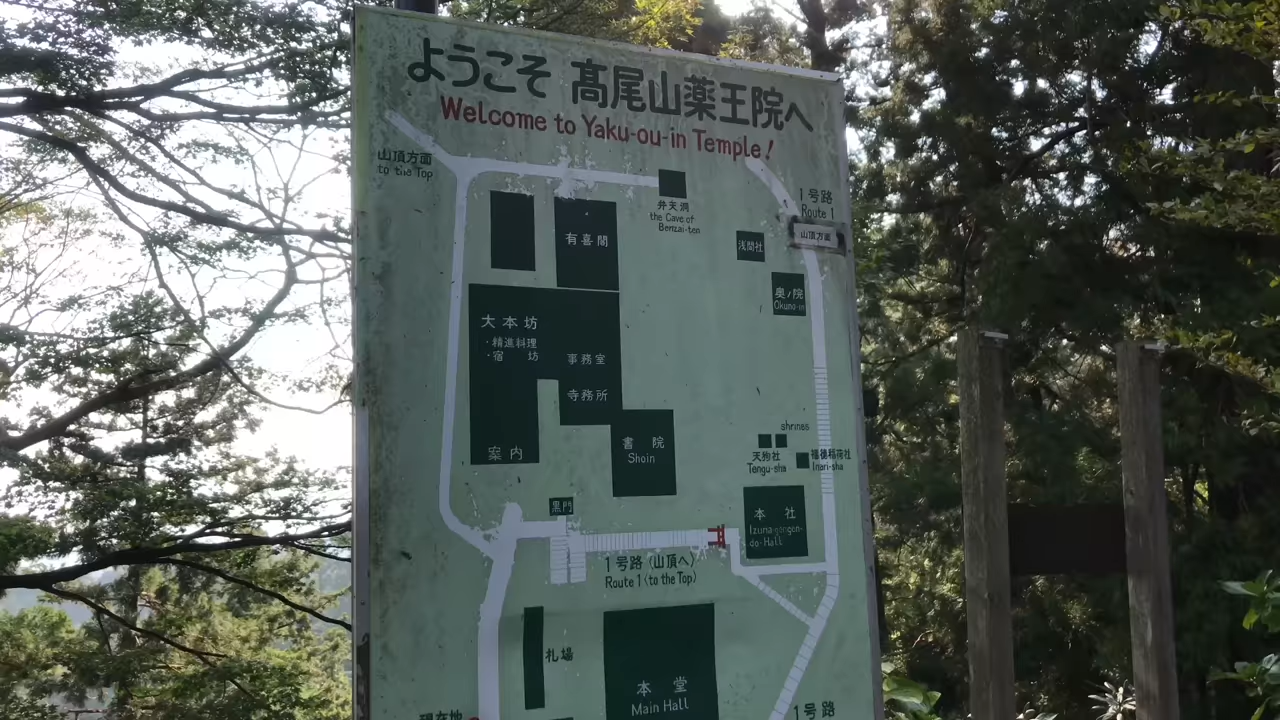 ようこそ 髙尾山薬王院へ
Welcome to Yaku-ou-in Temple!
山頂方面
to the Top
弁天洞
the Cave of
Benzai-ten
1号路
Route 1
山頂方面
有喜閣
浅間社
奥ノ院
Okuno-in
大本坊
・精進料理
・宿 坊
事務室
寺務所
案内
書院
Shoin
shrines
天狗社
Tengu-sha
福徳稲荷社
Inari-sha
黒門
本社
Izuna-gongen-
do-Hall
1号路(山頂へ)
Route 1 (to the Top)
札場
本堂
Main Hall
現在地
1号路